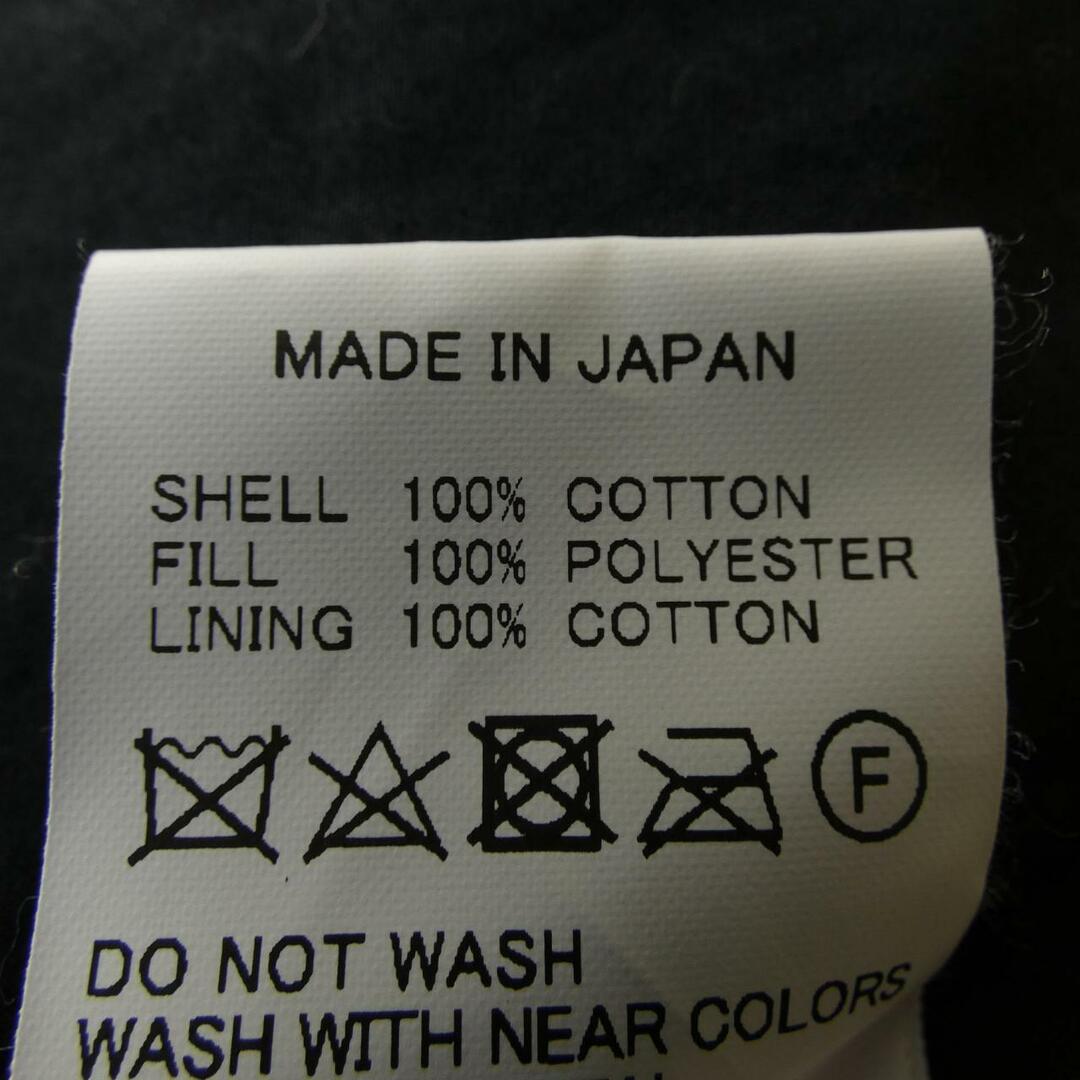 MADE IN JAPAN
SHELL 100% COTTON
FILL 100% POLYESTER
LINING 100% COTTON
F
DO NOT WASH
WASH WITH NEAR COLORS